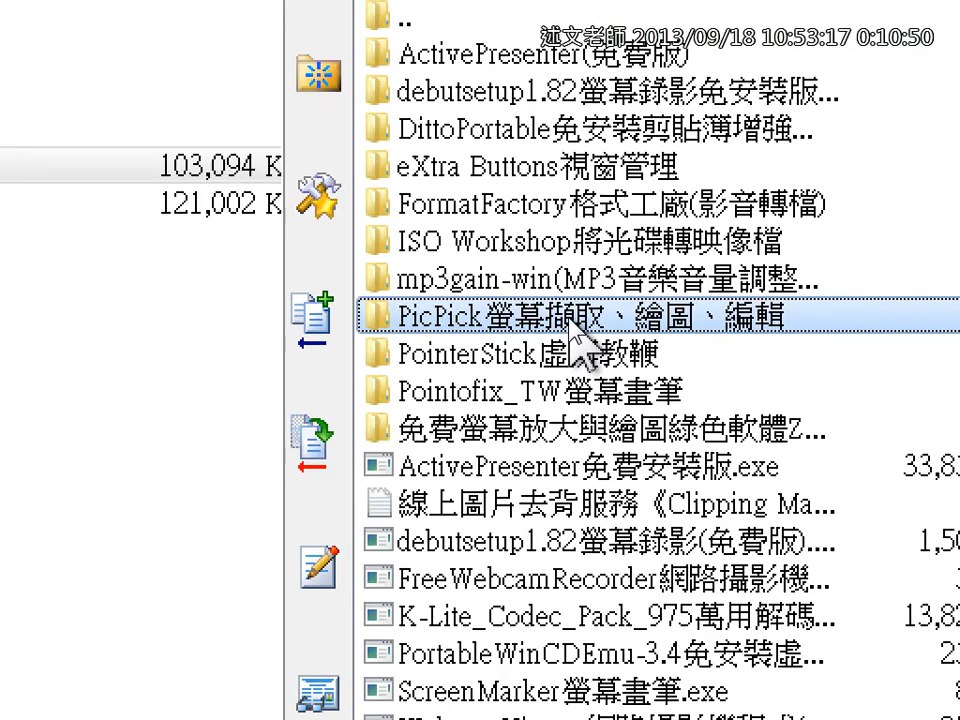 ..
述文老師 2013/09/18 10:53:17 0:10:50
ActivePresenter(免費版)
debutsetup1.82螢幕錄影免安裝版...
DittoPortable免安裝剪貼簿增強...
103,094 K
eXtra Buttons視窗管理
121,002 K
FormatFactory格式工廠(影音轉檔)
ISO Workshop將光碟轉映像檔
mp3gain-win(MP3音樂音量調整...
PicPick螢幕擷取、繪圖、編輯
PointerStick虛擬教鞭
Pointofix_TW螢幕畫筆
免費螢幕放大與繪圖綠色軟體Z...
ActivePresenter免費安裝版.exe 33,83
線上圖片去背服務《Clipping Ma...
debutsetup1.82螢幕錄影(免費版).... 1,50
FreeWebcamRecorder網路攝影機...
K-Lite_Codec_Pack_975萬用解碼... 13,82
PortableWinCDEmu-3.4免安裝虛... 23
ScreenMarker螢幕畫筆.exe